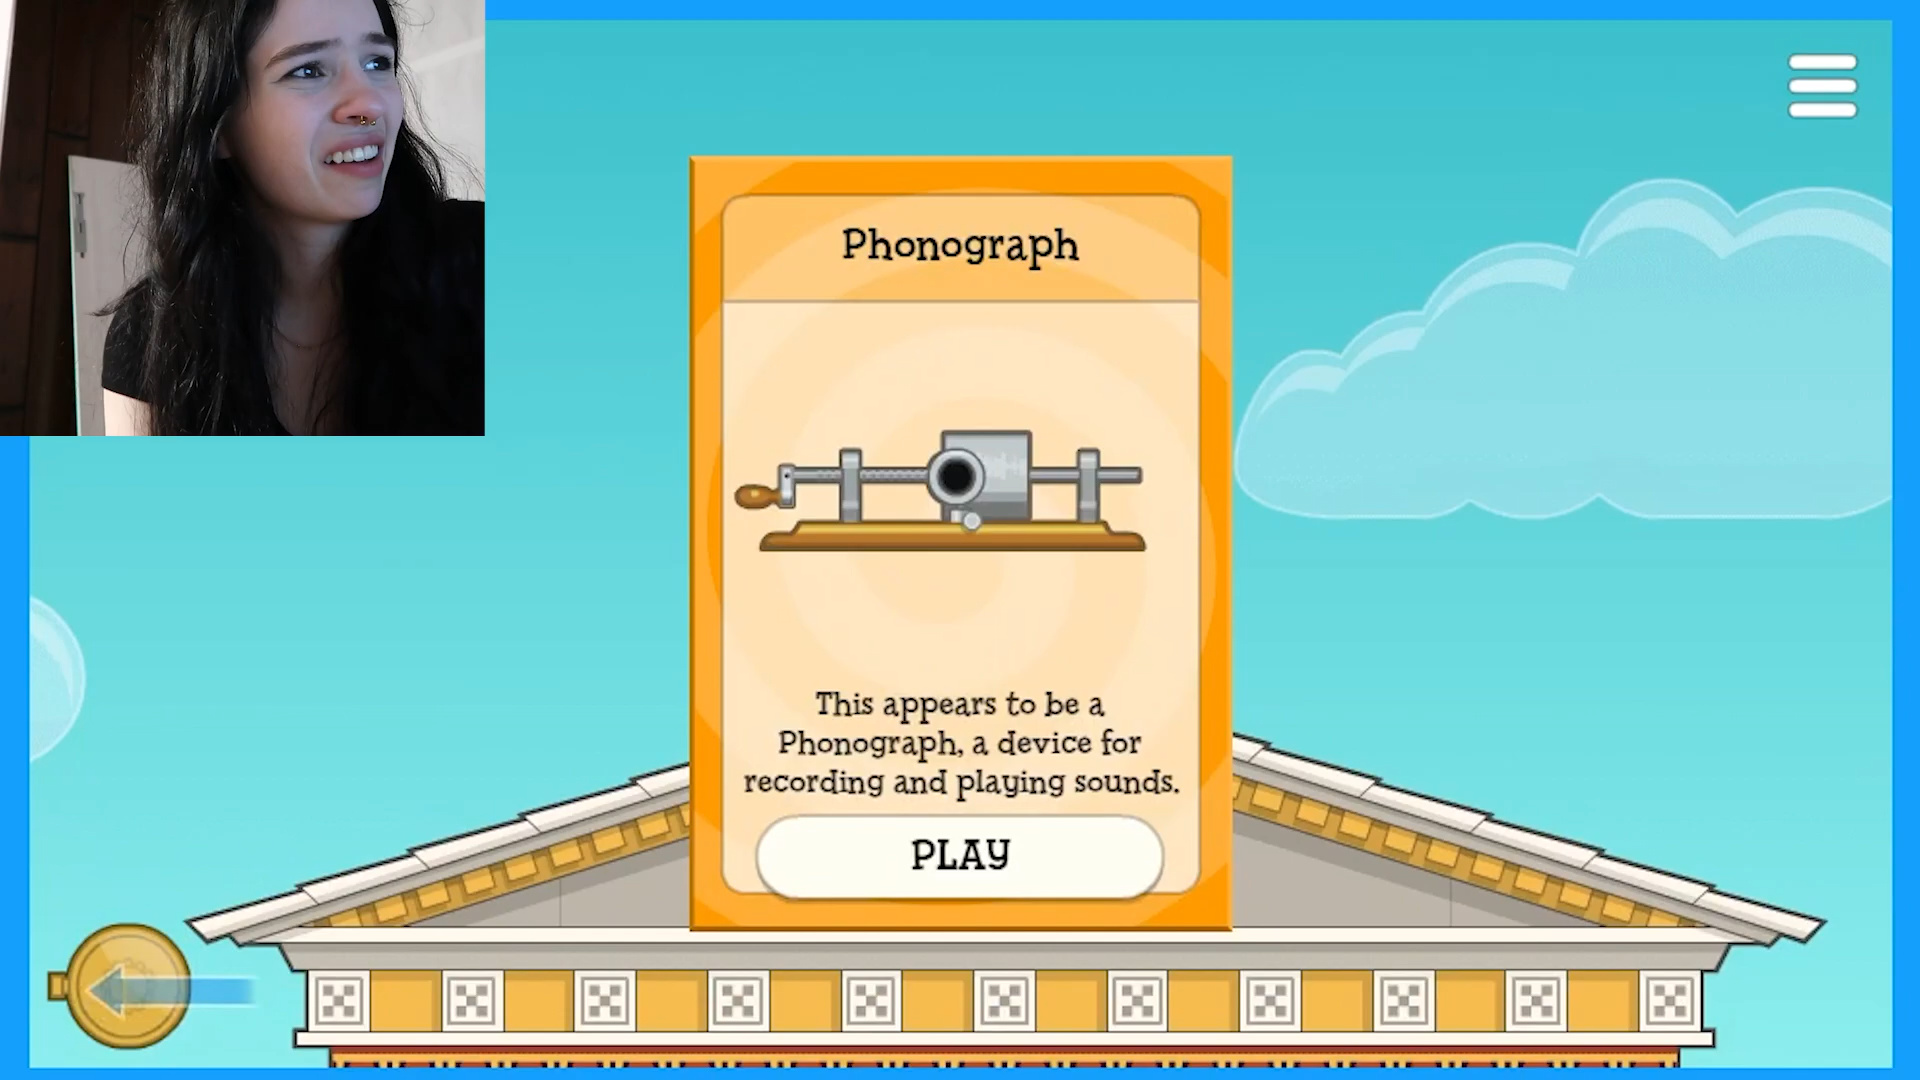 Phonograph
This appears to be a
Phonograph, a device for
recording and playing sounds.
PLAY